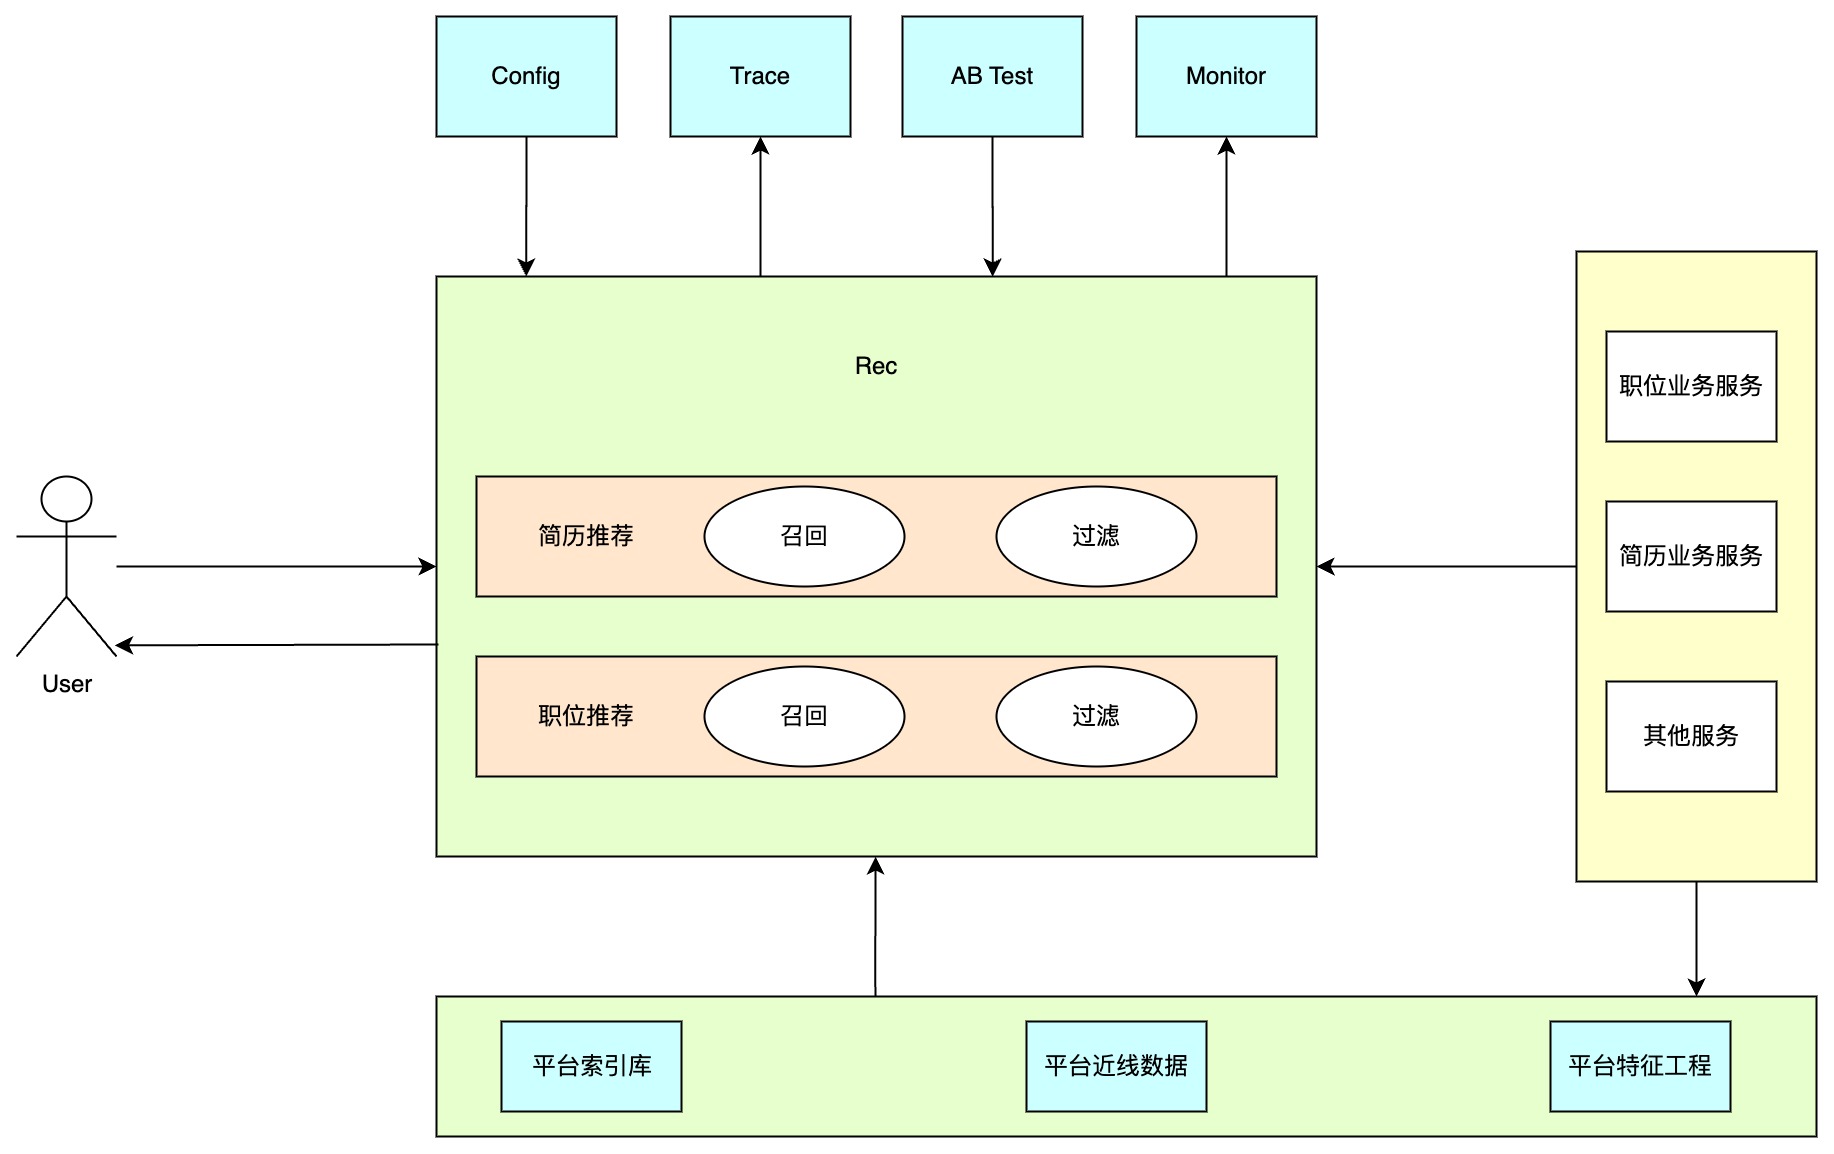 Config
Trace
AB Test
Monitor
Rec
职位业务服务
简历推荐
召回
过滤
简历业务服务
User
职位推荐
召回
过滤
其他服务
平台索引库
平台近线数据
平台特征工程